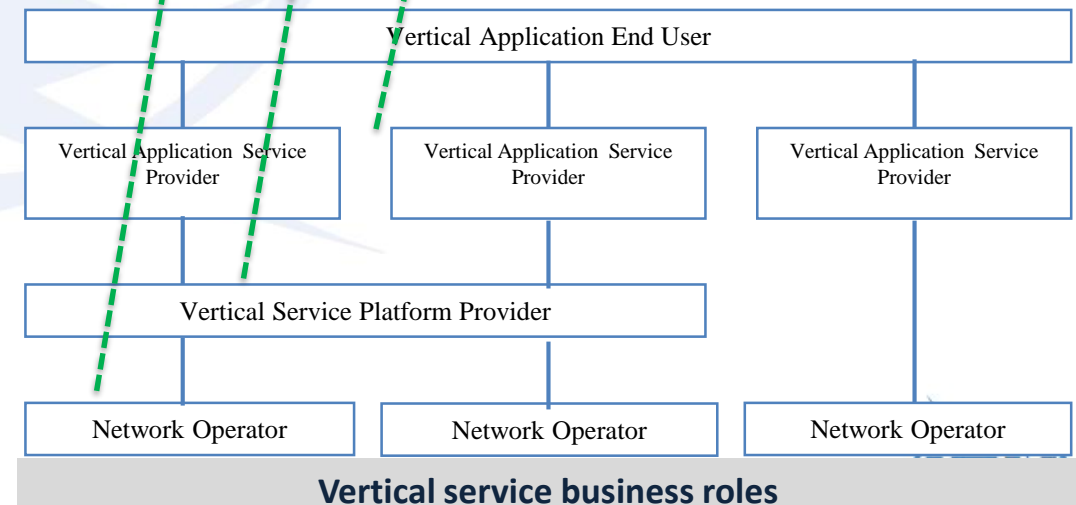 Vertical Application End User
Vertical Application Service
Provider
Vertical Application Service
Provider
Vertical Application Service
Provider
Vertical Service Platform Provider
Network Operator
Network Operator
Network Operator
Vertical service business roles